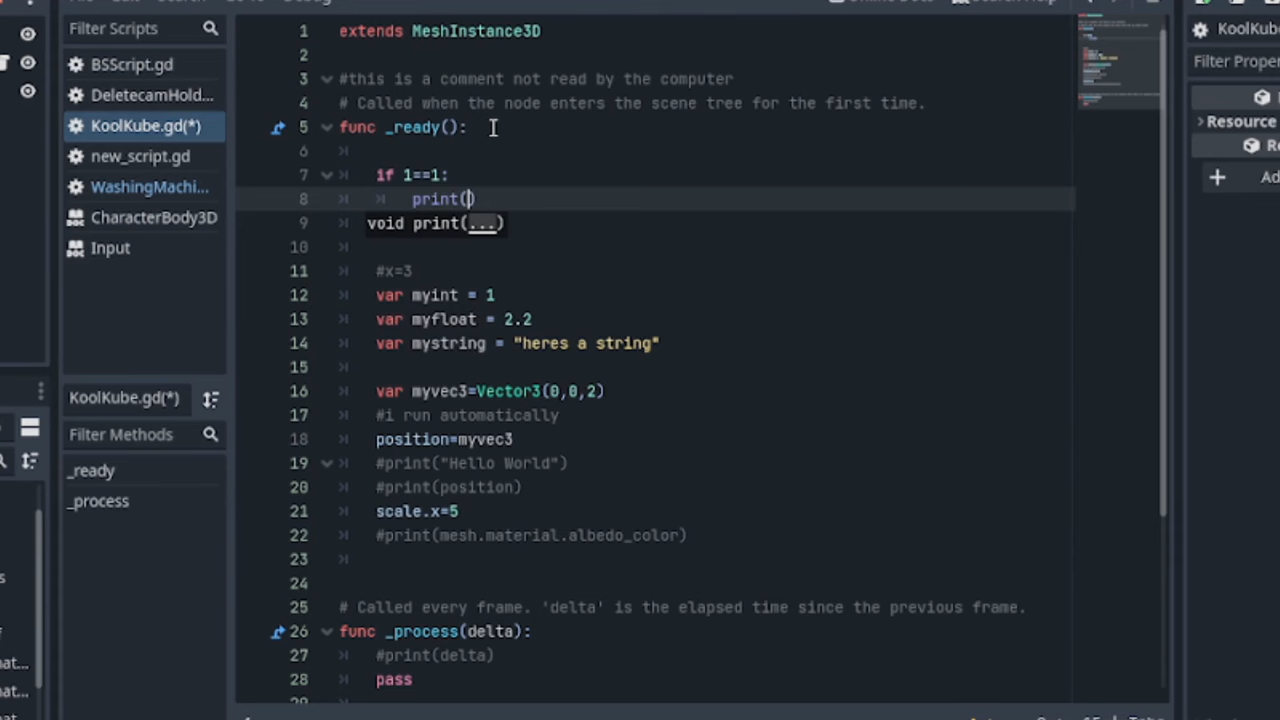 Filter Scripts
BSScript.gd
DeletecamHold...
KoolKube.gd(*)
new_script.gd
WashingMachi...
CharacterBody3D
Input
KoolKube.gd(*)
Filter Methods
_ready
_process
1 extends MeshInstance3D
2
3 #this is a comment not read by the computer
4 # Called when the node enters the scene tree for the first time.
5 func _ready():
6
7 if 1==1:
8 print()
9 void print(...)
10
11 #x=3
12 var myint = 1
13 var myfloat = 2.2
14 var mystring = "heres a string"
15
16 var myvec3=Vector3(0,0,2)
17 #i run automatically
18 position=myvec3
19 #print("Hello World")
20 #print(position)
21 scale.x=5
22 #print(mesh.material.albedo_color)
23
24
25 # Called every frame. 'delta' is the elapsed time since the previous frame.
26 func _process(delta):
27 #print(delta)
28 pass
KoolKube
Filter Proper
Resource
Re
Ad